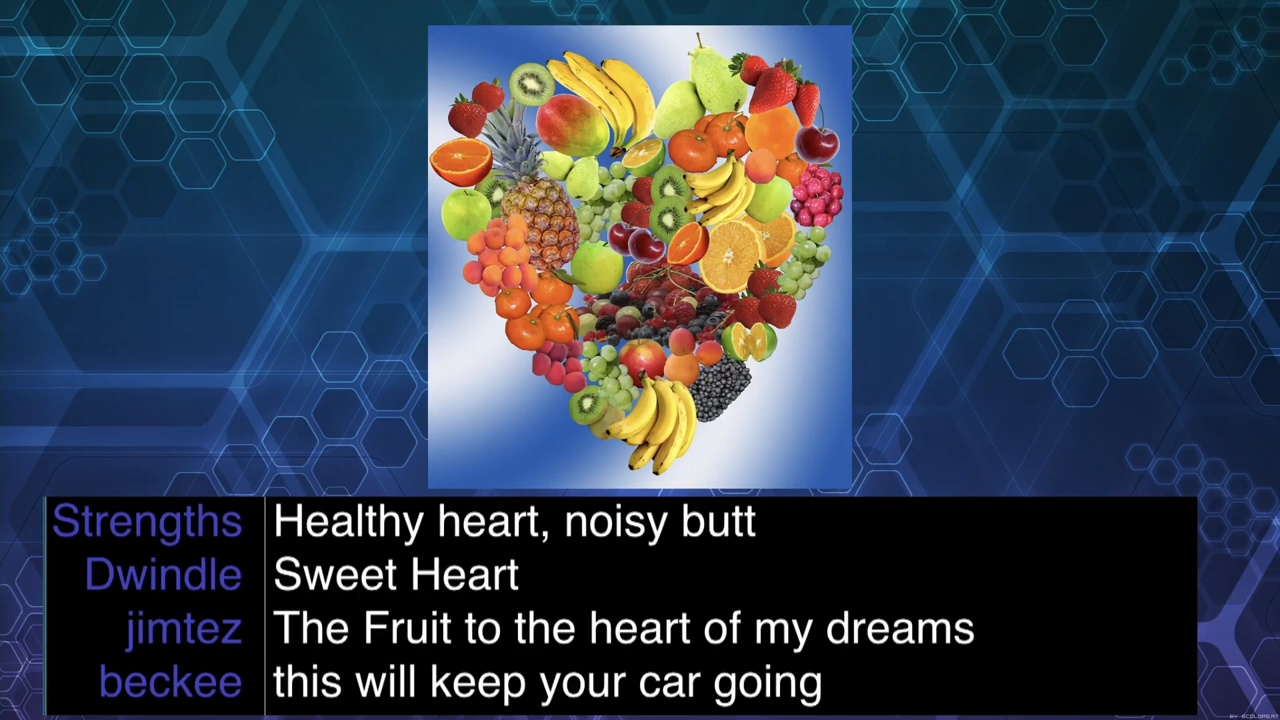 Strengths Healthy heart, noisy butt
Dwindle Sweet Heart
jimtez The Fruit to the heart of my dreams
beckee this will keep your car going